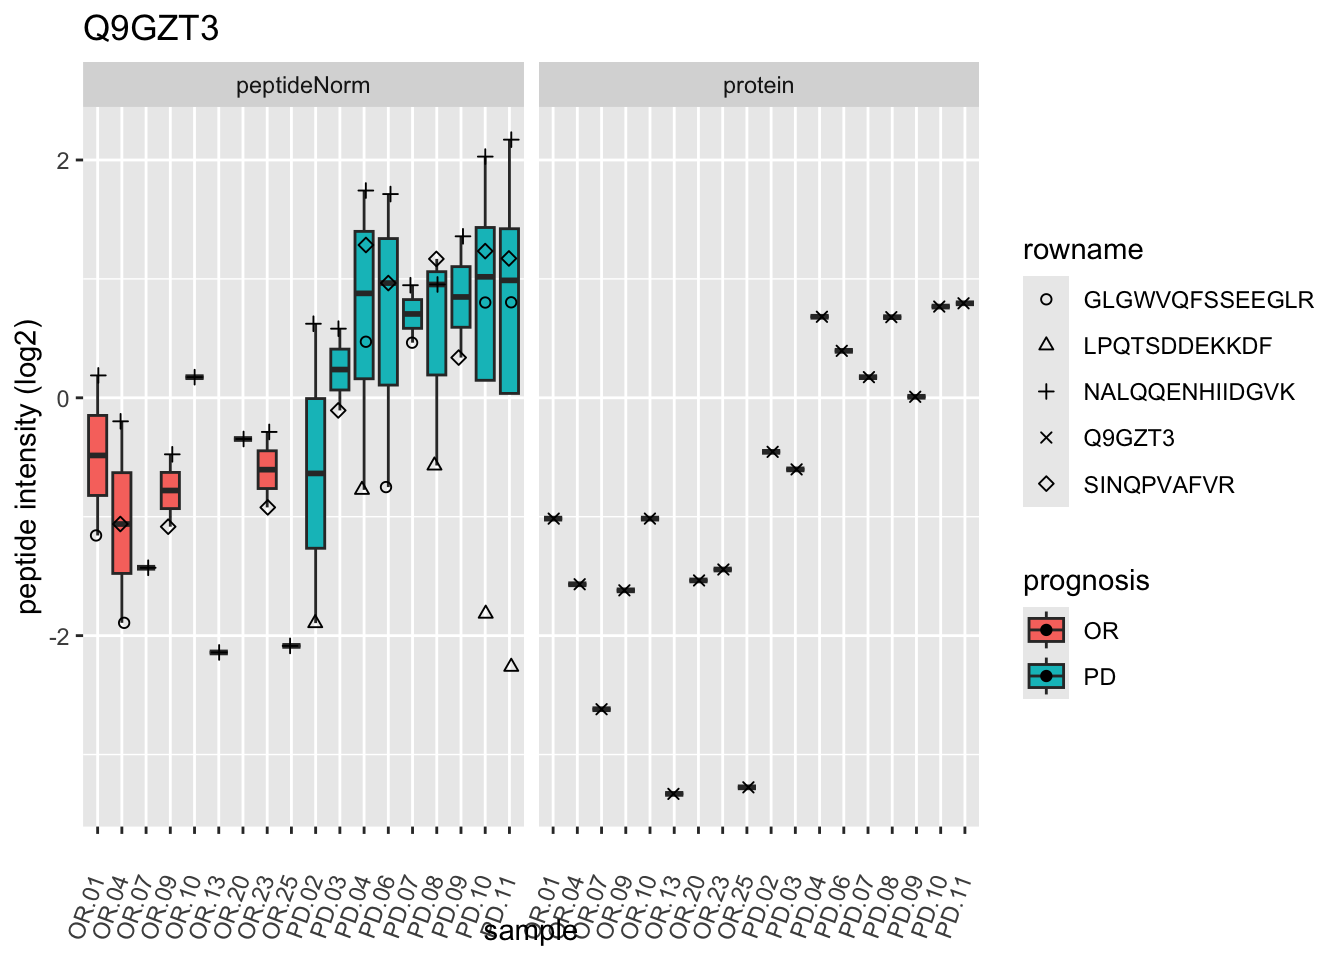 Q9GZT3
peptideNorm
protein
peptide intensity (log2)
2
0
-2
OR.01
OR.04
OR.07
OR.09
OR.10
OR.13
OR.20
OR.23
OR.25
PD.02
PD.03
PD.04
PD.06
PD.07
PD.08
PD.09
PD.10
PD.11
OR.01
OR.04
OR.07
OR.09
OR.10
OR.13
OR.20
OR.23
OR.25
PD.02
PD.03
PD.04
PD.06
PD.07
PD.08
PD.09
PD.10
PD.11
sample
rowname
GLGWVQFSSEEGLR
LPQTSDDEKKDF
NALQQENHIIDGVK
Q9GZT3
SINQPVAFVR
prognosis
OR
PD